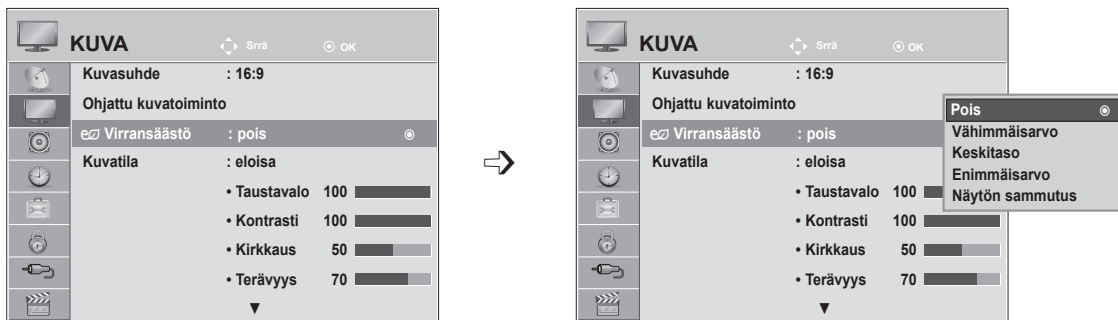 KUVA Srrä OK
Kuvasuhde : 16:9
Ohjattu kuvatoiminto
e Virransäästö : pois
Kuvatila : eloisa
• Taustavalo 100
• Kontrasti 100
• Kirkkaus 50
• Terävyys 70
▼
KUVA Srrä OK
Kuvasuhde : 16:9
Ohjattu kuvatoiminto
e Virransäästö : pois
Kuvatila : eloisa
• Taustavalo 100
• Kontrasti 100
• Kirkkaus 50
• Terävyys 70
▼
Pois
Vähimmäisarvo
Keskitaso
Enimmäisarvo
Näytön sammutus